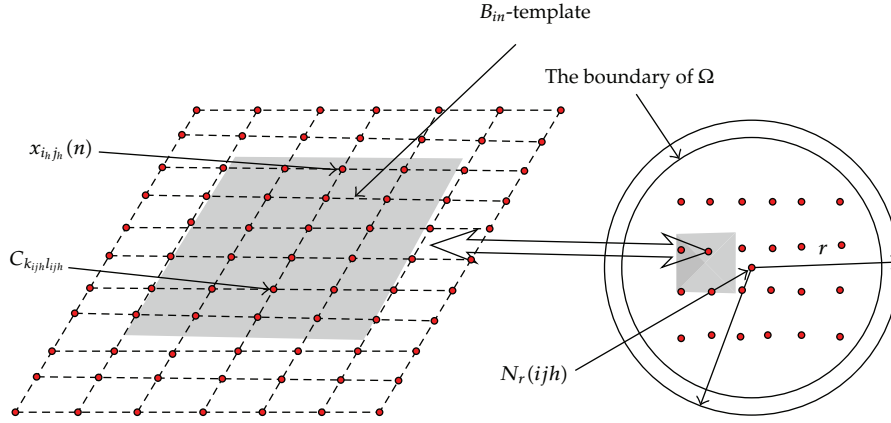 B_{in}-template
The boundary of Ω
x_{i_h j_h}(n)
C_{k_{ijh} l_{ijh}}
r
N_r(ijh)